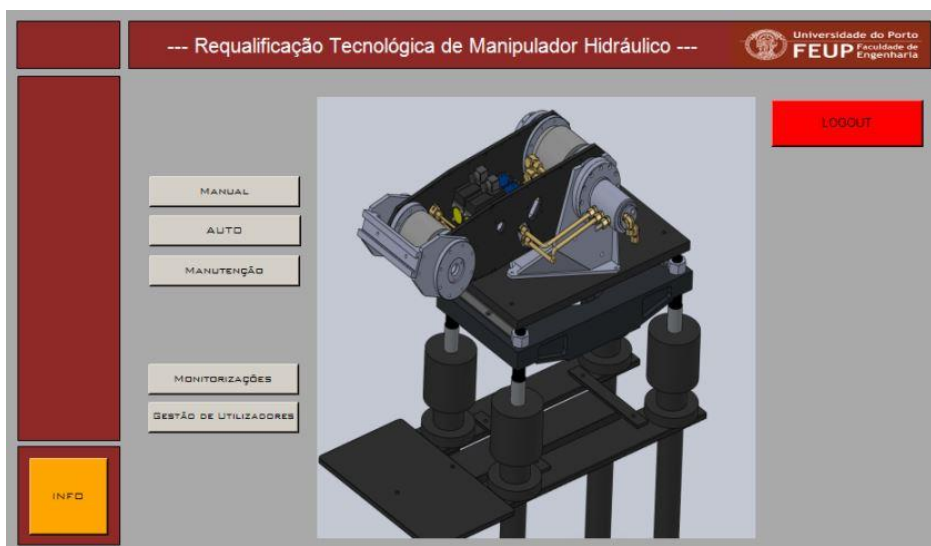 --- Requalificação Tecnológica de Manipulador Hidráulico ---
Universidade do Porto
FEUP Faculdade de
Engenharia
LOGOUT
MANUAL
AUTO
MANUTENÇÃO
MONITORIZAÇÕES
GESTÃO DE UTILIZADORES
INFO